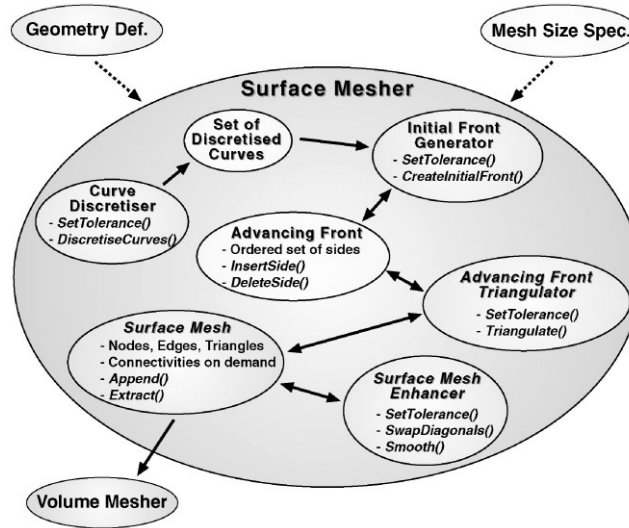 Geometry Def.
Mesh Size Spec.
Surface Mesher
Set of
Discretised
Curves
Initial Front
Generator
- SetTolerance()
- CreateInitialFront()
Curve
Discretiser
- SetTolerance()
- DiscretiseCurves()
Advancing Front
- Ordered set of sides
- InsertSide()
- DeleteSide()
Advancing Front
Triangulator
- SetTolerance()
- Triangulate()
Surface Mesh
- Nodes, Edges, Triangles
- Connectivities on demand
- Append()
- Extract()
Surface Mesh
Enhancer
- SetTolerance()
- SwapDiagonals()
- Smooth()
Volume Mesher